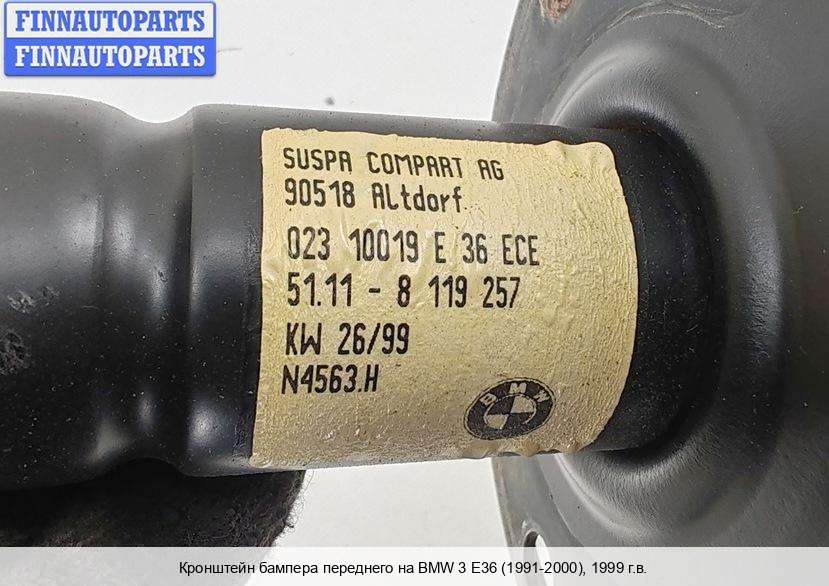 FINNAUTOPARTS
FINNAUTOPARTS
SUSPA COMPART AG
90518 Altdorf
023 10019 E 36 ECE
51.11 - 8 119 257
KW 26/99
N4563.H
BMW
Кронштейн бампера переднего на BMW 3 E36 (1991-2000), 1999 г.в.